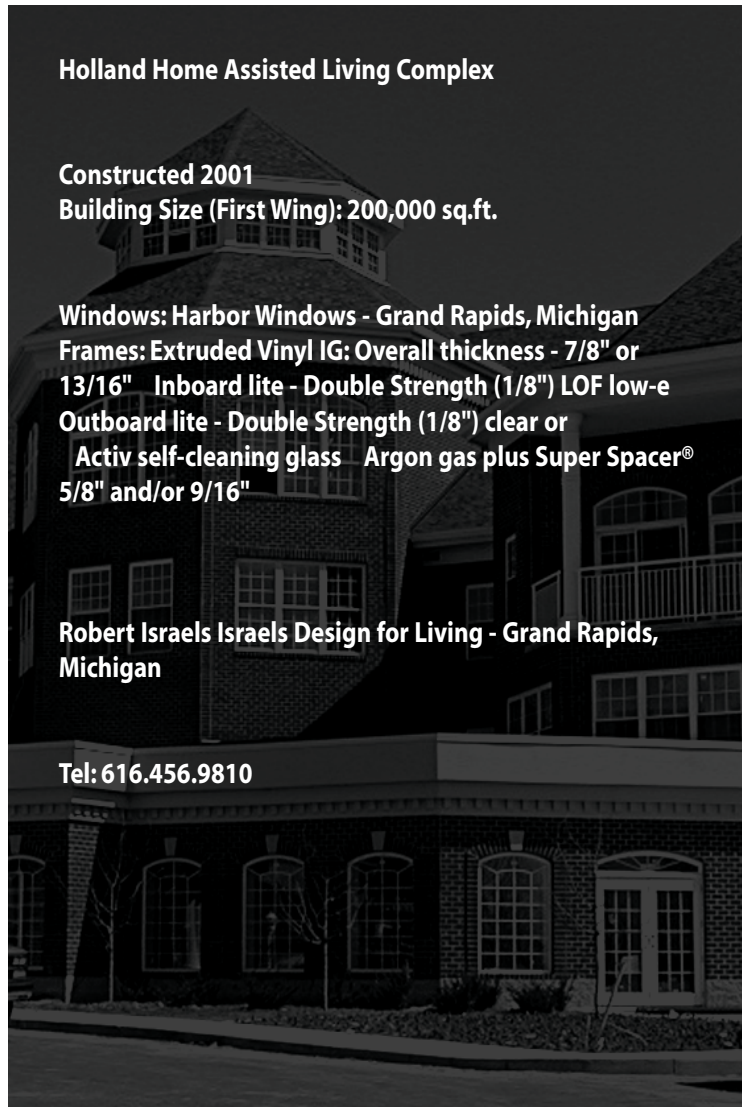 Holland Home Assisted Living Complex
Constructed 2001
Building Size (First Wing): 200,000 sq.ft.
Windows: Harbor Windows - Grand Rapids, Michigan
Frames: Extruded Vinyl IG: Overall thickness - 7/8" or
13/16"    Inboard lite - Double Strength (1/8") LOF low-e
Outboard lite - Double Strength (1/8") clear or
Activ self-cleaning glass    Argon gas plus Super Spacer®
5/8" and/or 9/16"
Robert Israels Israels Design for Living - Grand Rapids,
Michigan
Tel: 616.456.9810